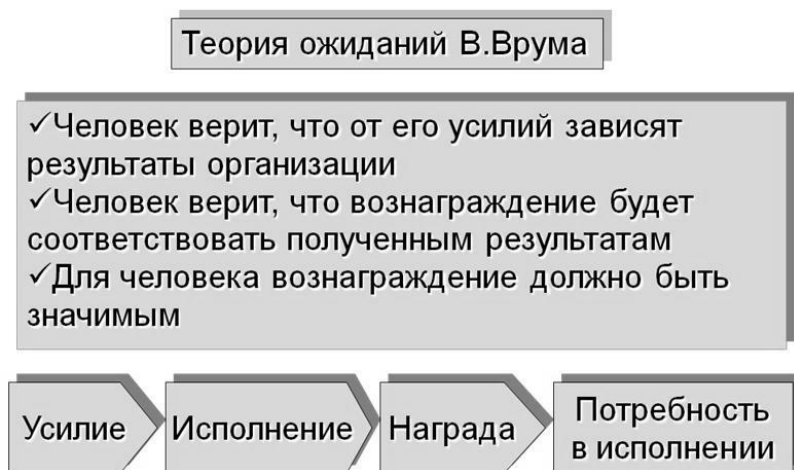 Теория ожиданий В.Врума
✓Человек верит, что от его усилий зависят
результаты организации
✓Человек верит, что вознаграждение будет
соответствовать полученным результатам
✓Для человека вознаграждение должно быть
значимым
Усилие
Исполнение
Награда
Потребность
в исполнении